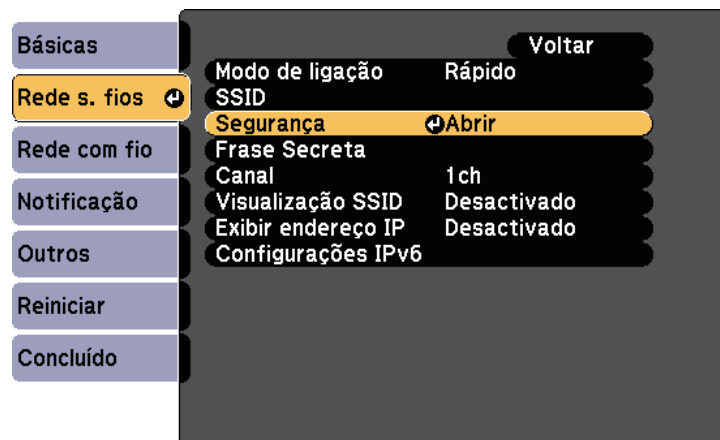 Básicas
Rede s. fios
Rede com fio
Notificação
Outros
Reiniciar
Concluído
Voltar
Modo de ligação Rápido
SSID
Segurança Abrir
Frase Secreta
Canal 1ch
Visualização SSID Desactivado
Exibir endereço IP Desactivado
Configurações IPv6